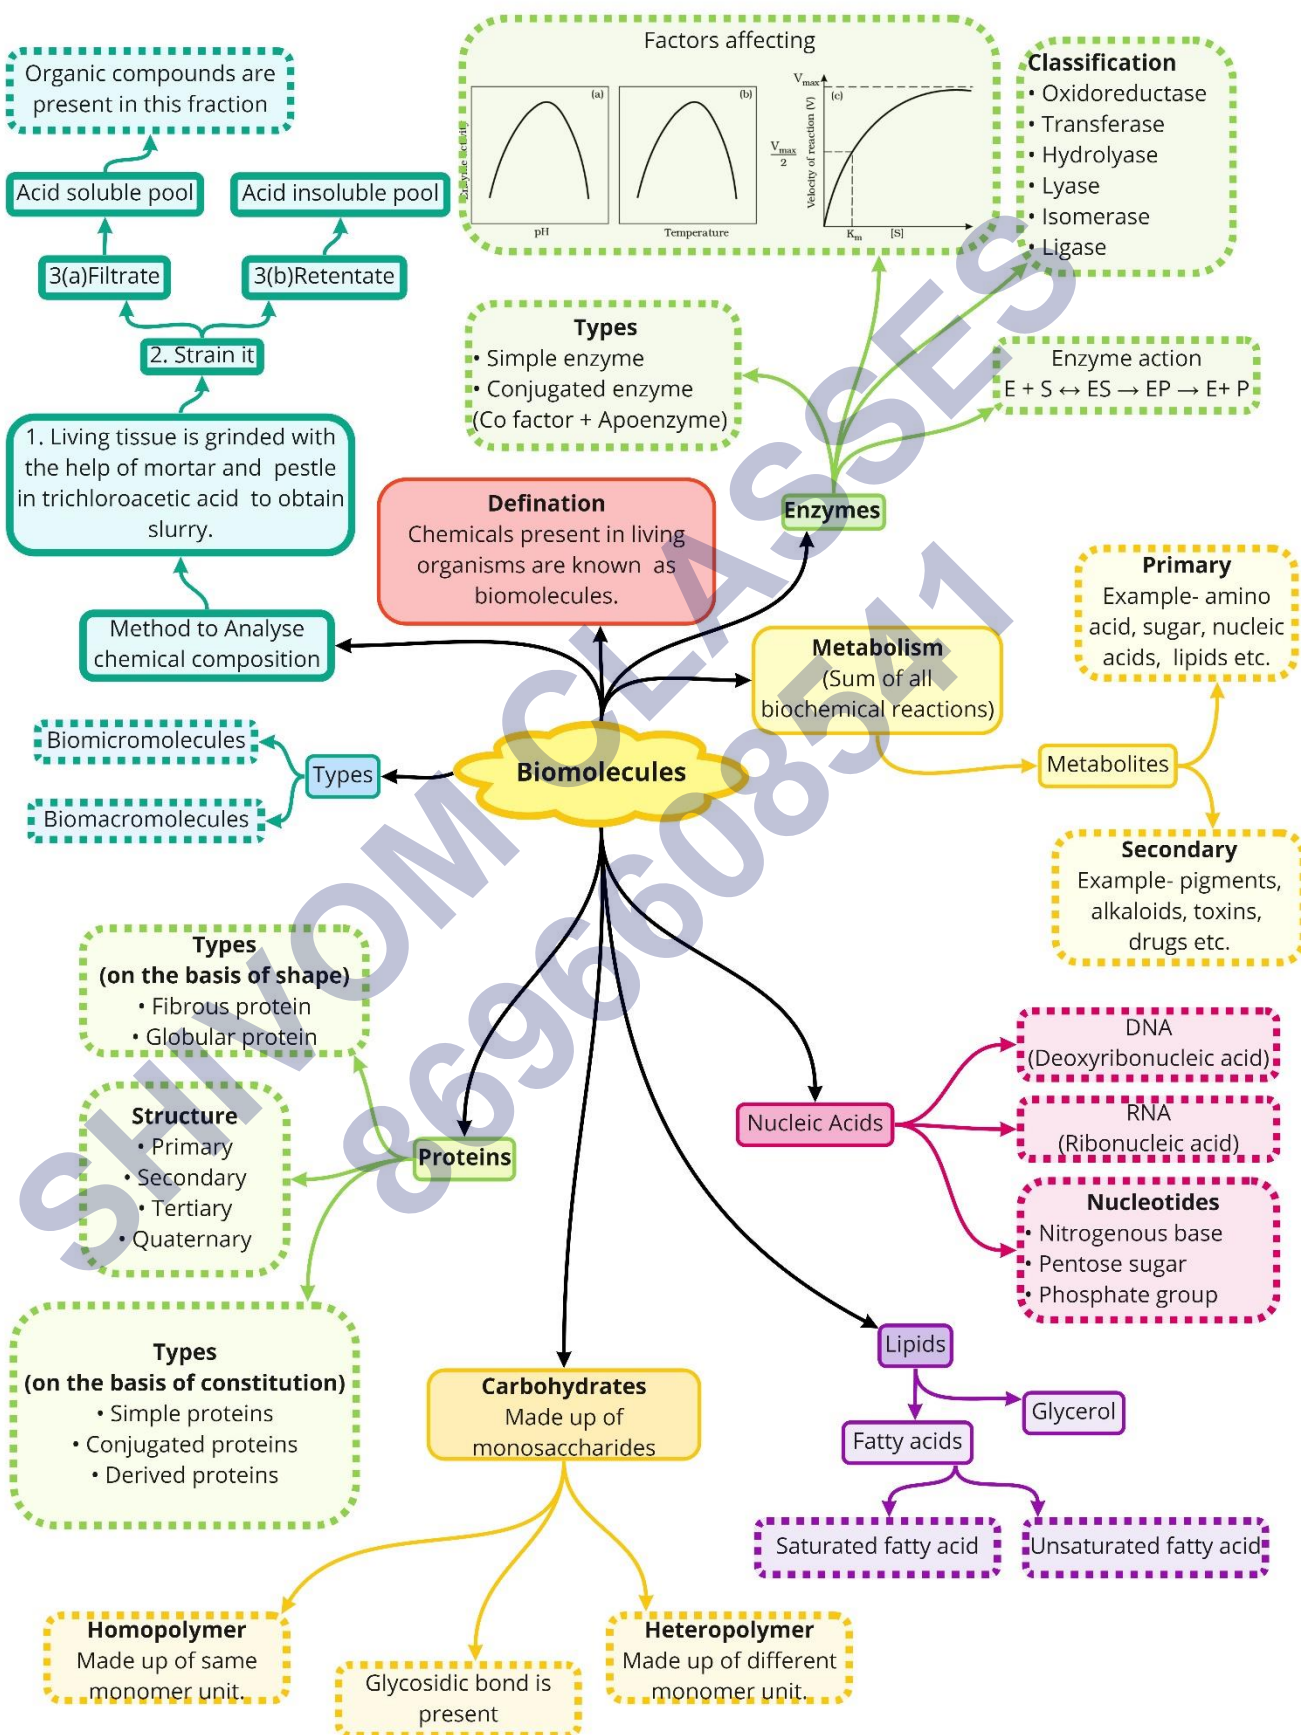 Organic compounds are
present in this fraction
Acid soluble pool
Acid insoluble pool
3(a)Filtrate
3(b)Retentate
2. Strain it
1. Living tissue is grinded with
the help of mortar and pestle
in trichloroacetic acid to obtain
slurry.
Method to Analyse
chemical composition
Factors affecting
(a)
Enzyme activity
pH
(b)
Temperature
Vmax
(c)
Vmax
2
Velocity of reaction (V)
Km
[S]
Classification
• Oxidoreductase
• Transferase
• Hydrolyase
• Lyase
• Isomerase
• Ligase
Types
• Simple enzyme
• Conjugated enzyme
(Co factor + Apoenzyme)
Enzyme action
E + S ↔ ES → EP → E+ P
Enzymes
Defination
Chemicals present in living
organisms are known as
biomolecules.
Metabolism
(Sum of all
biochemical reactions)
Primary
Example- amino
acid, sugar, nucleic
acids, lipids etc.
Metabolites
Secondary
Example- pigments,
alkaloids, toxins,
drugs etc.
Biomicromolecules
Types
Biomacromolecules
Biomolecules
SHIVOM CLASSES
8696608541
Types
(on the basis of shape)
• Fibrous protein
• Globular protein
Structure
• Primary
• Secondary
• Tertiary
• Quaternary
Proteins
Types
(on the basis of constitution)
• Simple proteins
• Conjugated proteins
• Derived proteins
Nucleic Acids
DNA
(Deoxyribonucleic acid)
RNA
(Ribonucleic acid)
Nucleotides
• Nitrogenous base
• Pentose sugar
• Phosphate group
Lipids
Glycerol
Fatty acids
Saturated fatty acid
Unsaturated fatty acid
Carbohydrates
Made up of
monosaccharides
Homopolymer
Made up of same
monomer unit.
Glycosidic bond is
present
Heteropolymer
Made up of different
monomer unit.